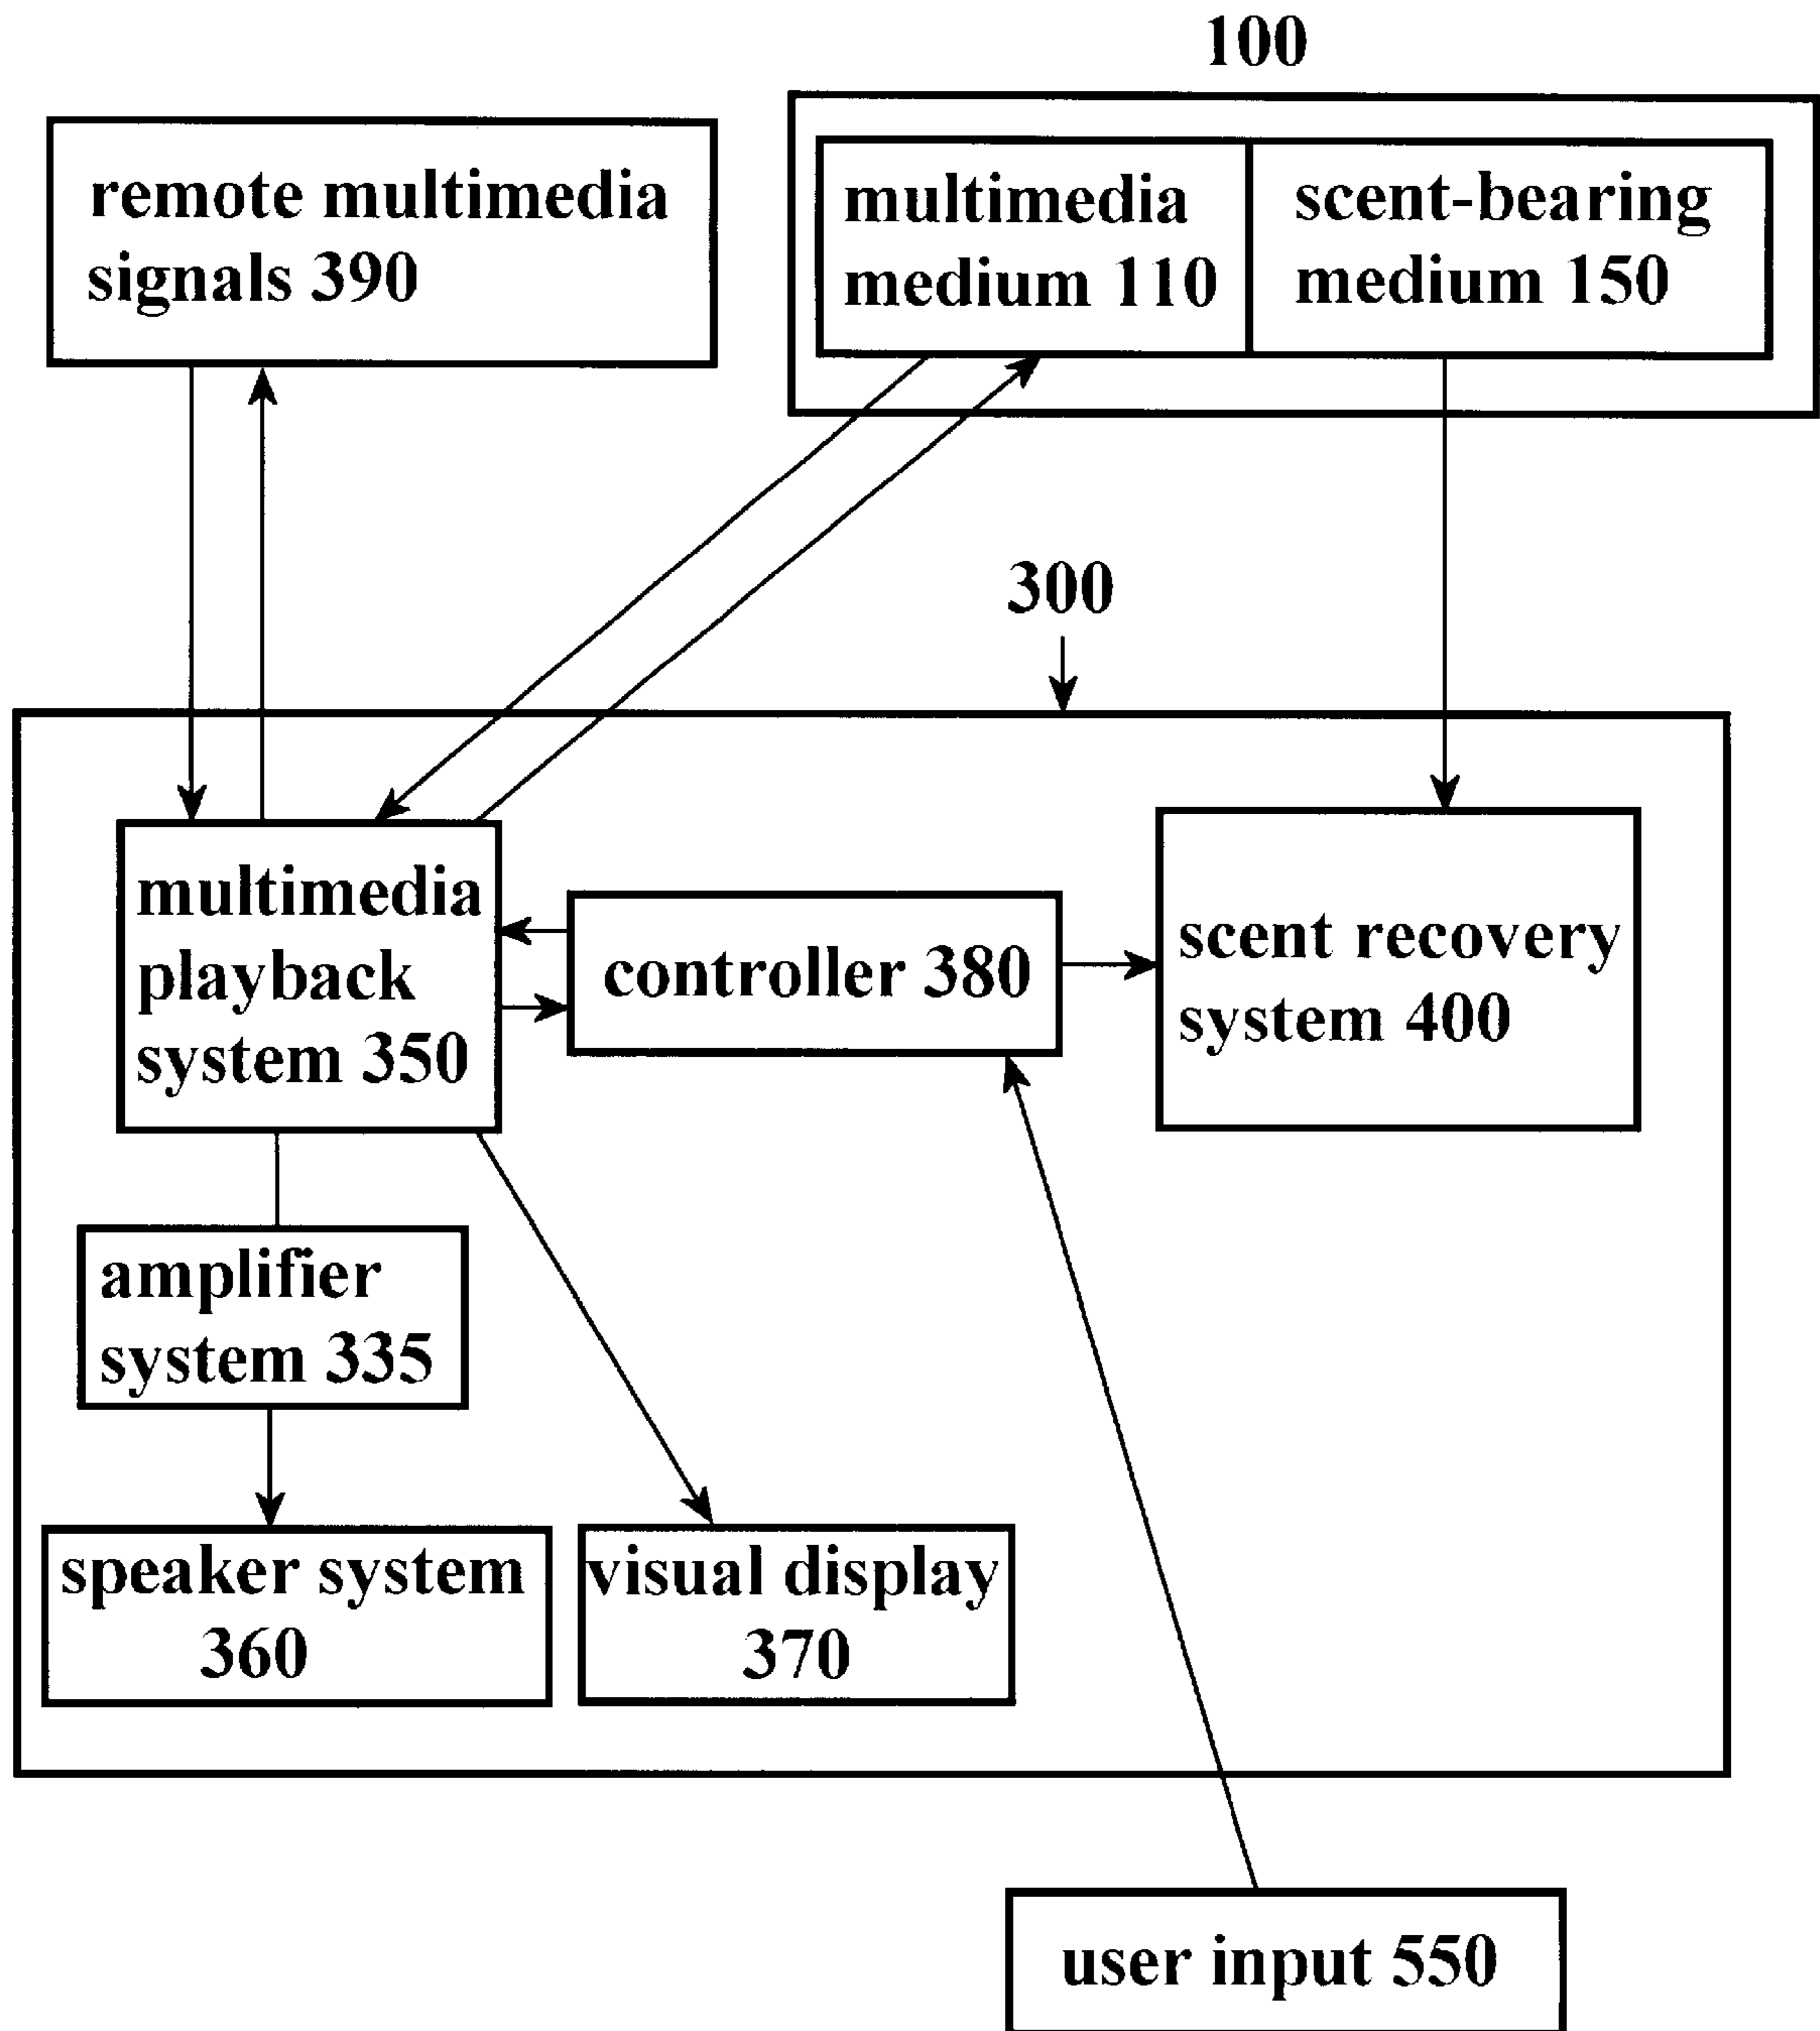 100
remote multimedia
signals 390
multimedia
medium 110
scent-bearing
medium 150
300
multimedia
playback
system 350
controller 380
scent recovery
system 400
amplifier
system 335
speaker system
360
visual display
370
user input 550